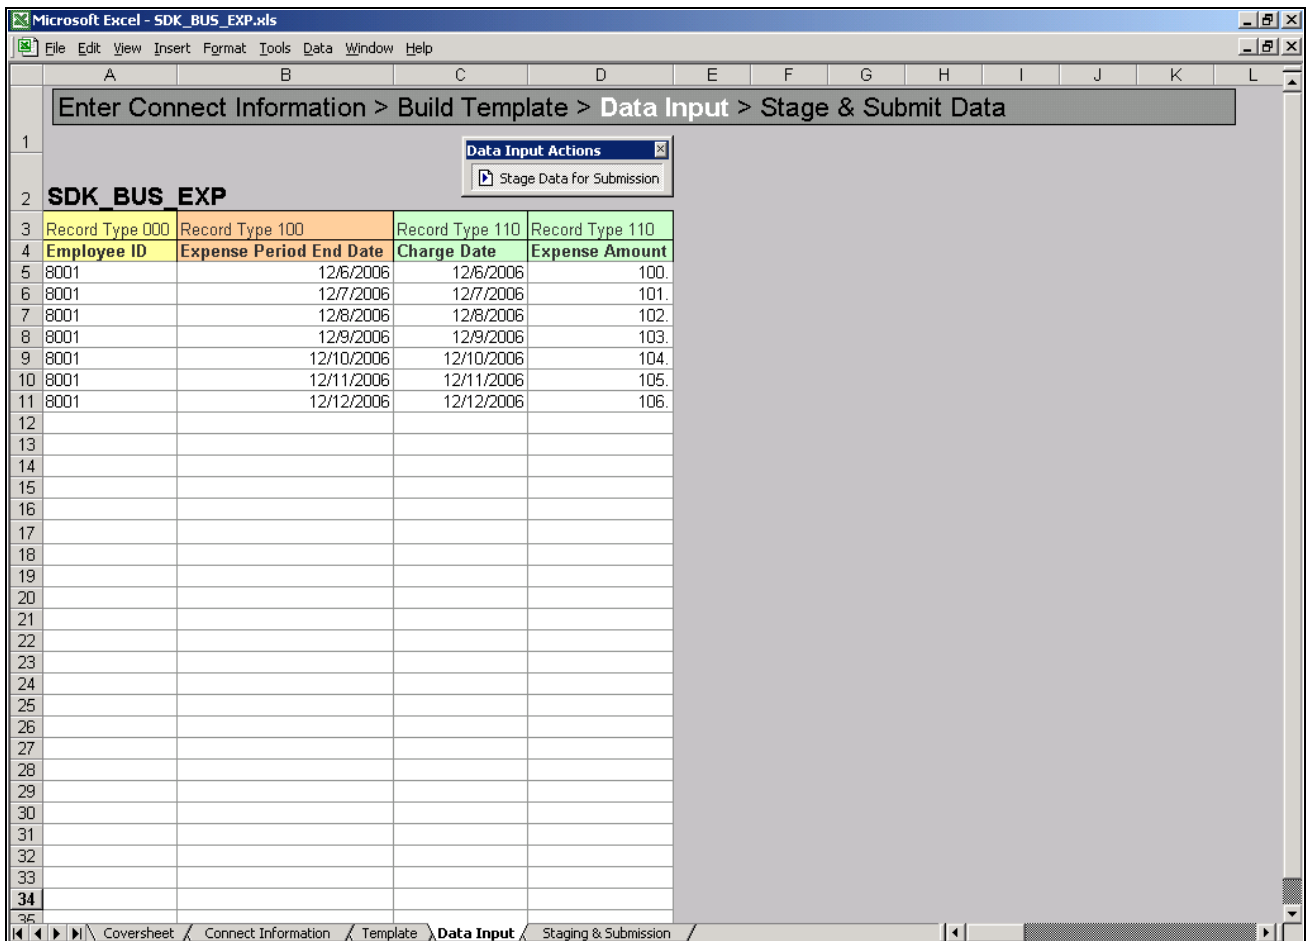 Microsoft Excel - SDK_BUS_EXP.xls
File Edit View Insert Format Tools Data Window Help
A B C D E F G H I J K L
Enter Connect Information > Build Template > Data Input > Stage & Submit Data
1
Data Input Actions
Stage Data for Submission
2 SDK_BUS_EXP
3 Record Type 000 Record Type 100 Record Type 110 Record Type 110
4 Employee ID Expense Period End Date Charge Date Expense Amount
5 8001 12/6/2006 12/6/2006 100.
6 8001 12/7/2006 12/7/2006 101.
7 8001 12/8/2006 12/8/2006 102.
8 8001 12/9/2006 12/9/2006 103.
9 8001 12/10/2006 12/10/2006 104.
10 8001 12/11/2006 12/11/2006 105.
11 8001 12/12/2006 12/12/2006 106.
12
13
14
15
16
17
18
19
20
21
22
23
24
25
26
27
28
29
30
31
32
33
34
35
Coversheet Connect Information Template Data Input Staging & Submission